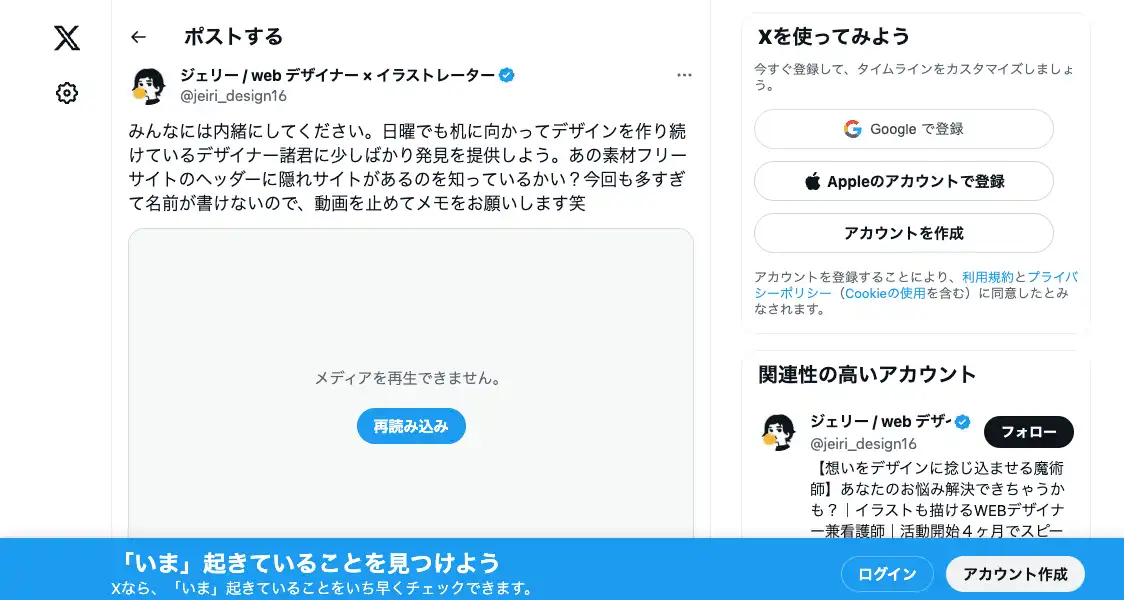 ポストする
ジェリー / web デザイナー × イラストレーター
@jeiri_design16
みんなには内緒にしてください。日曜でも机に向かってデザインを作り続
けているデザイナー諸君に少しばかり発見を提供しよう。あの素材フリー
サイトのヘッダーに隠れサイトがあるのを知っているかい？今回も多すぎ
て名前が書けないので、動画を止めてメモをお願いします笑
メディアを再生できません。
再読み込み
Xを使ってみよう
今すぐ登録して、タイムラインをカスタマイズしましょ
う。
Google で登録
Appleのアカウントで登録
アカウントを作成
アカウントを登録することにより、利用規約とプライバ
シーポリシー（Cookieの使用を含む）に同意したとみ
なされます。
関連性の高いアカウント
ジェリー / web デザ
@jeiri_design16
フォロー
【想いをデザインに捻じ込ませる魔術
師】あなたのお悩み解決できちゃうか
も？｜イラストも描けるWEBデザイナ
ー兼看護師｜活動開始４ヶ月でスピー
「いま」起きていることを見つけよう
Xなら、「いま」起きていることをいち早くチェックできます。
ログイン
アカウント作成